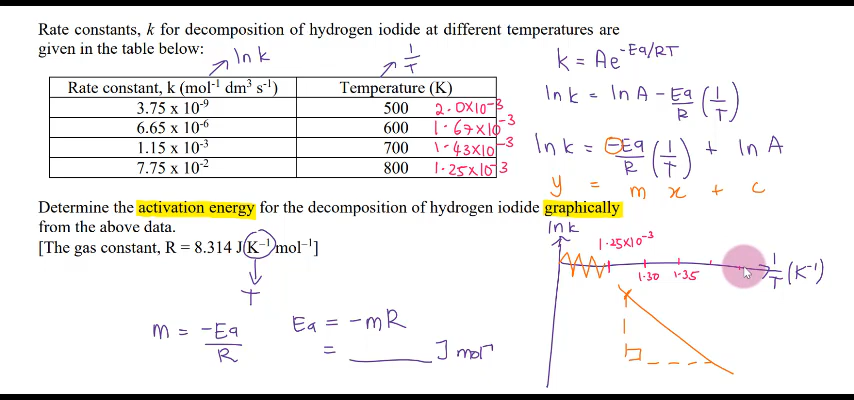 Rate constants, k for decomposition of hydrogen iodide at different temperatures are
given in the table below:
ln k
1/T
Rate constant, k (mol⁻¹ dm³ s⁻¹) Temperature (K)
3.75 x 10⁻⁹ 500 2.0x10⁻³
6.65 x 10⁻⁶ 600 1.67x10⁻³
1.15 x 10⁻³ 700 1.43x10⁻³
7.75 x 10⁻² 800 1.25x10⁻³
k = Ae^-Ea/RT
ln k = ln A - Ea/R (1/T)
ln k = -Ea/R (1/T) + ln A
y = m x + c
Determine the activation energy for the decomposition of hydrogen iodide graphically
from the above data.
[The gas constant, R = 8.314 J K⁻¹ mol⁻¹]
T
m = -Ea/R
Ea = -mR
= ______ J mol⁻¹
ln k
1.25x10⁻³
1.30 1.35
1/T (K⁻¹)